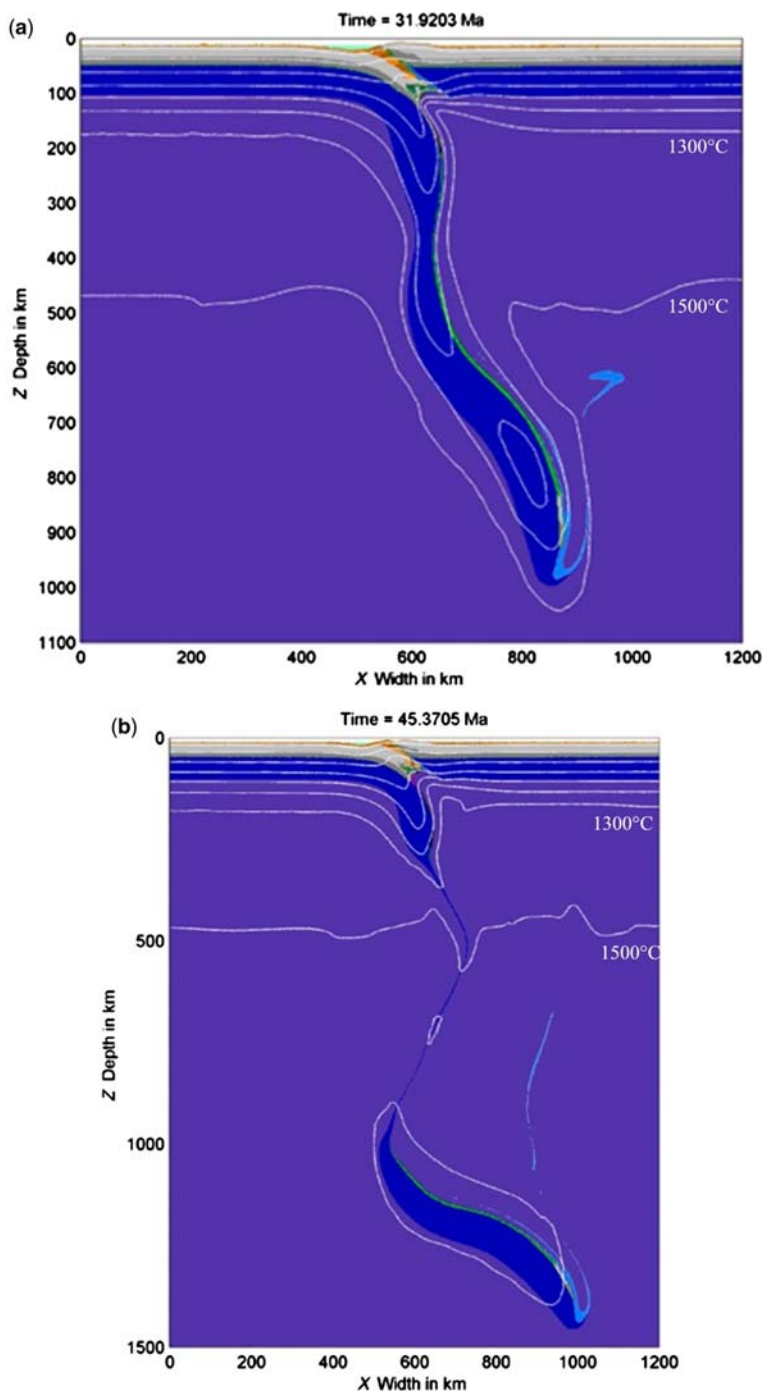 (a)
Time = 31.9203 Ma
0
100
200
300
400
500
600
700
800
900
1000
1100
Z Depth in km
1300°C
1500°C
0 200 400 600 800 1000 1200
X Width in km
(b)
Time = 45.3705 Ma
0
500
1000
1500
Z Depth in km
1300°C
1500°C
0 200 400 600 800 1000 1200
X Width in km